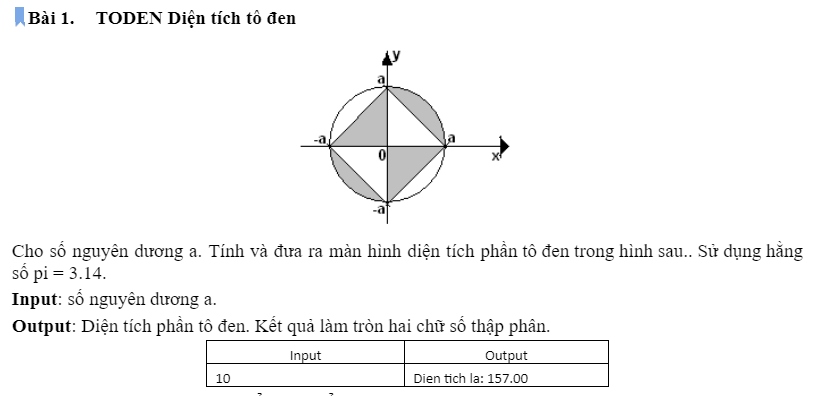 Bài 1. TODEN Diện tích tô đen
y
a
-a
a
0
x
-a
Cho số nguyên dương a. Tính và đưa ra màn hình diện tích phần tô đen trong hình sau.. Sử dụng hằng
số pi = 3.14.
Input: số nguyên dương a.
Output: Diện tích phần tô đen. Kết quả làm tròn hai chữ số thập phân.
Input Output
10 Dien tich la: 157.00